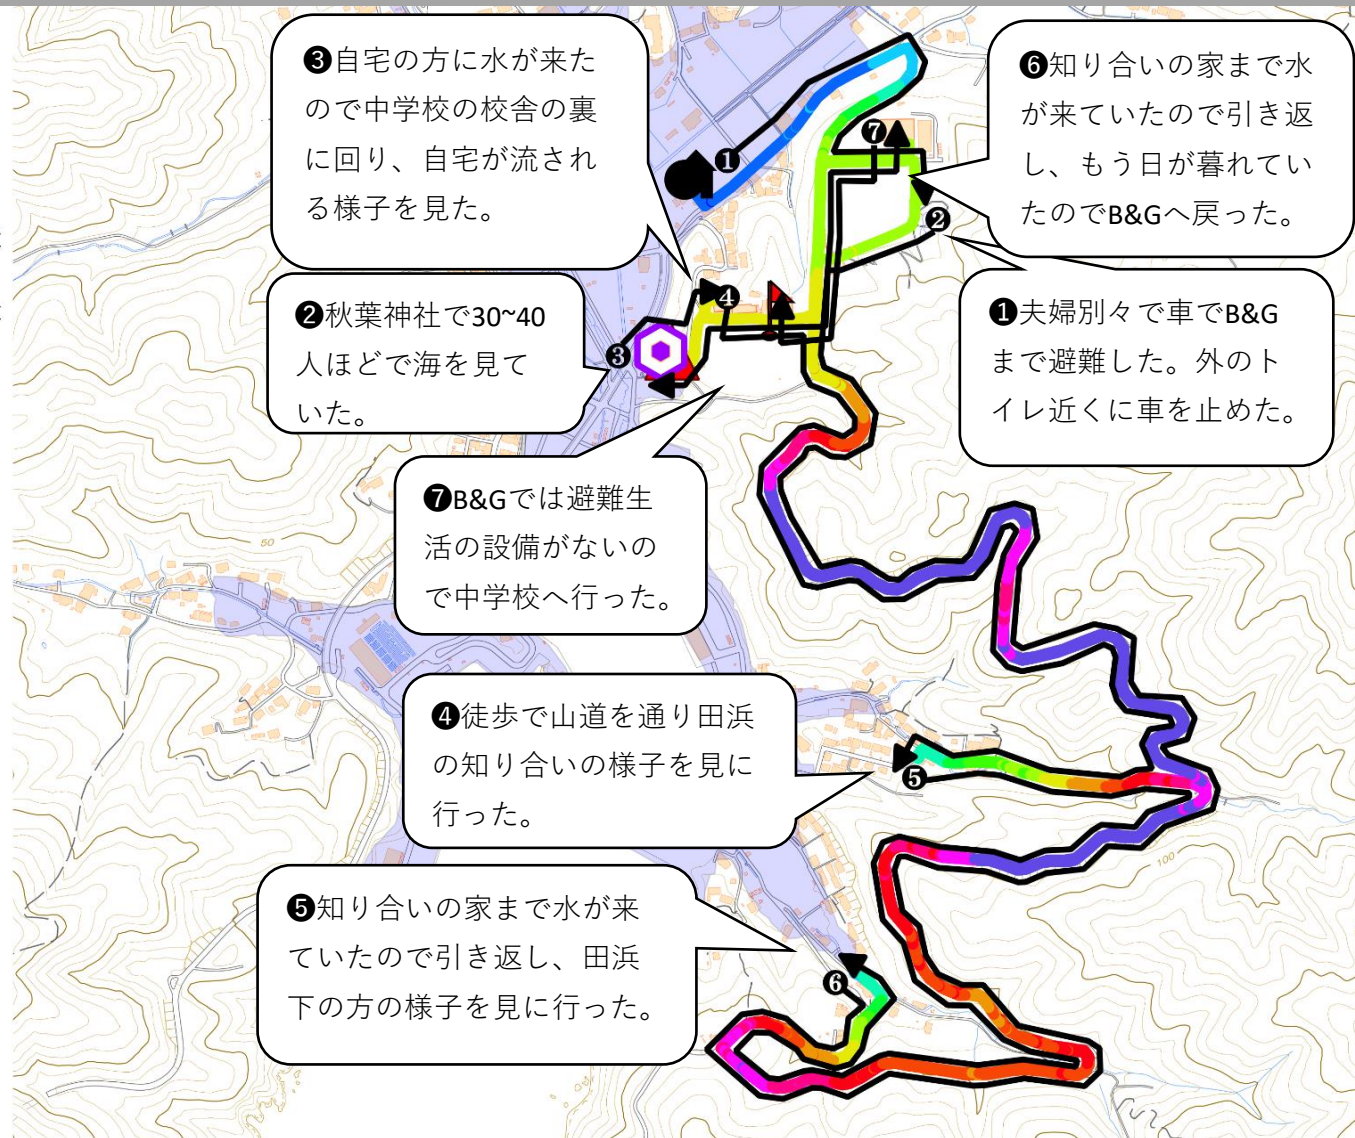 ❸自宅の方に水が来た
ので中学校の校舎の裏
に回り、自宅が流され
る様子を見た。
❻知り合いの家まで水
が来ていたので引き返
し、もう日が暮れてい
たのでB&Gへ戻った。
❷秋葉神社で30~40
人ほどで海を見て
いた。
❶夫婦別々で車でB&G
まで避難した。外のト
イレ近くに車を止めた。
❼B&Gでは避難生
活の設備がないの
で中学校へ行った。
❹徒歩で山道を通り田浜
の知り合いの様子を見に
行った。
❺知り合いの家まで水が来
ていたので引き返し、田浜
下の方の様子を見に行った。
❶
❼
❷
❹
❸
❺
❻
50
100